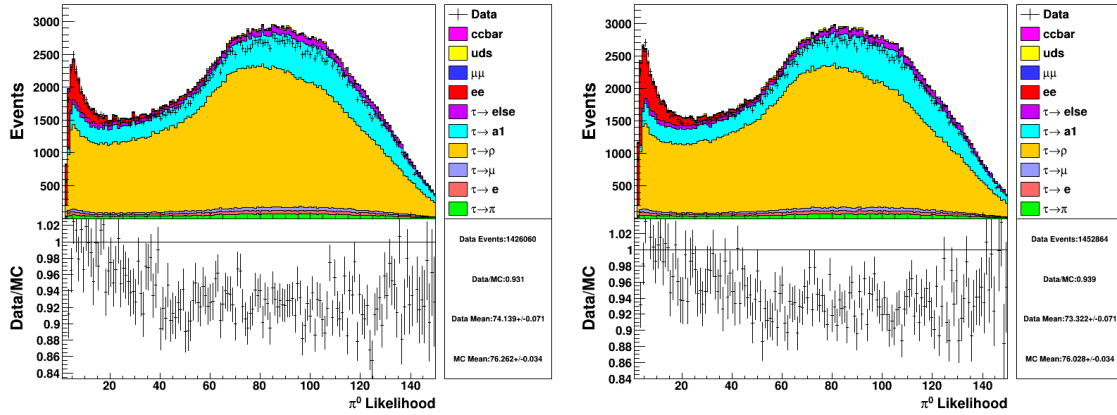 Events
3000
2500
2000
1500
1000
500
Data
ccbar
uds
μμ
ee
τ→ else
τ→ a1
τ→ρ
τ→μ
τ→ e
τ→π
Data/MC
1.02
1
0.98
0.96
0.94
0.92
0.9
0.88
0.86
0.84
20 40 60 80 100 120 140
π⁰ Likelihood
Data Events:1426060
Data/MC:0.931
Data Mean:74.139+/-0.071
MC Mean:76.262+/-0.034
Events
3000
2500
2000
1500
1000
500
Data
ccbar
uds
μμ
ee
τ→ else
τ→ a1
τ→ρ
τ→μ
τ→ e
τ→π
Data/MC
1.02
1
0.98
0.96
0.94
0.92
0.9
0.88
0.86
0.84
20 40 60 80 100 120 140
π⁰ Likelihood
Data Events:1452864
Data/MC:0.939
Data Mean:73.322+/-0.071
MC Mean:76.028+/-0.034